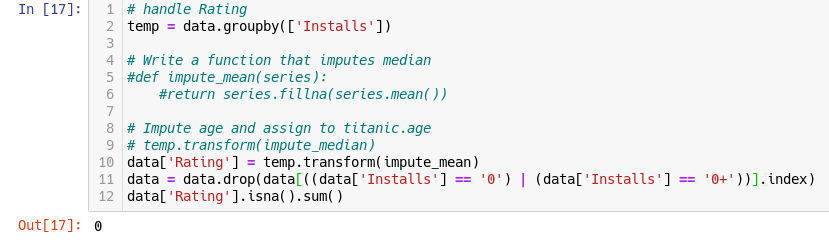 In [17]:
1 # handle Rating
2 temp = data.groupby(['Installs'])
3
4 # Write a function that imputes median
5 #def impute_mean(series):
6     #return series.fillna(series.mean())
7
8 # Impute age and assign to titanic.age
9 # temp.transform(impute_median)
10 data['Rating'] = temp.transform(impute_mean)
11 data = data.drop(data[((data['Installs'] == '0') | (data['Installs'] == '0+'))].index)
12 data['Rating'].isna().sum()
Out[17]: 0